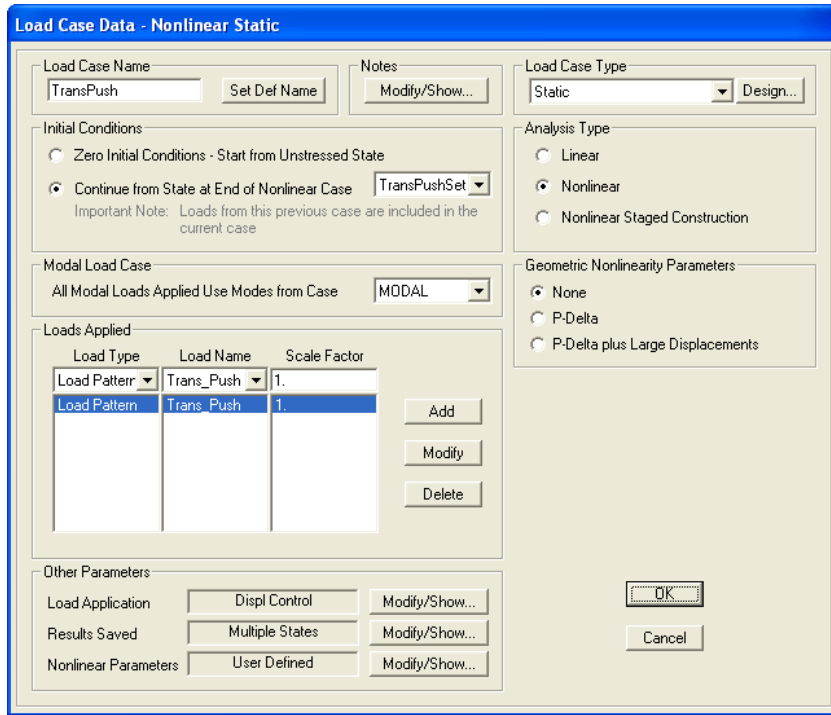 Load Case Data - Nonlinear Static
Load Case Name
TransPush
Set Def Name
Notes
Modify/Show...
Load Case Type
Static
Design...
Initial Conditions
Zero Initial Conditions - Start from Unstressed State
Continue from State at End of Nonlinear Case
TransPushSet
Important Note: Loads from this previous case are included in the
current case
Analysis Type
Linear
Nonlinear
Nonlinear Staged Construction
Modal Load Case
All Modal Loads Applied Use Modes from Case
MODAL
Geometric Nonlinearity Parameters
None
P-Delta
P-Delta plus Large Displacements
Loads Applied
Load Type Load Name Scale Factor
Load Pattern Trans_Push 1.
Load Pattern Trans_Push 1.
Add
Modify
Delete
Other Parameters
Load Application Displ Control Modify/Show...
Results Saved Multiple States Modify/Show...
Nonlinear Parameters User Defined Modify/Show...
OK
Cancel